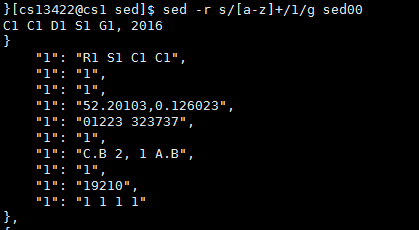 }[cs13422@cs1 sed]$ sed -r s/[a-z]+/1/g sed00
C1 C1 D1 S1 G1, 2016
}
"1": "R1 S1 C1 C1",
"1": "1",
"1": "1",
"1": "52.20103,0.126023",
"1": "01223 323737",
"1": "1",
"1": "C.B 2, 1 A.B",
"1": "1",
"1": "19210",
"1": "1 1 1 1"
},